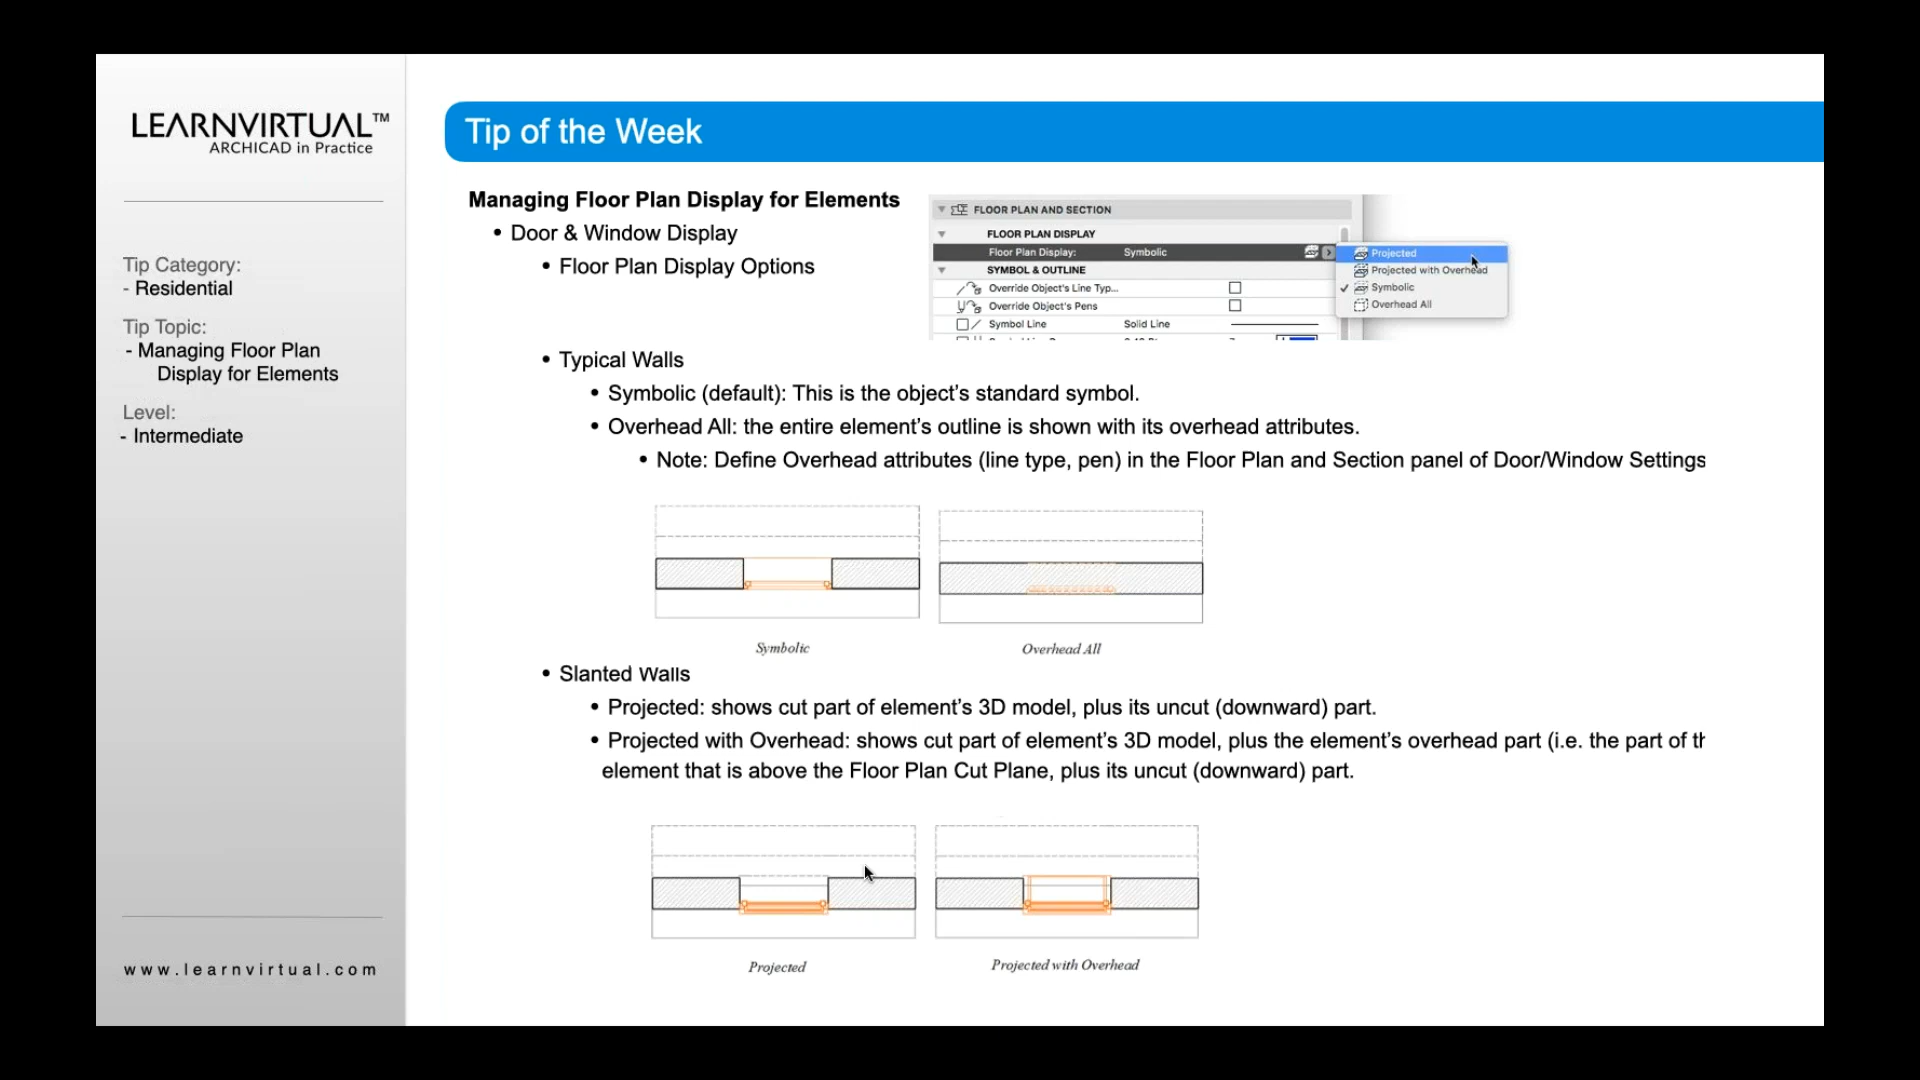 LEARNVIRTUAL™
ARCHICAD in Practice
Tip Category:
- Residential
Tip Topic:
- Managing Floor Plan
Display for Elements
Level:
- Intermediate
www.learnvirtual.com
Tip of the Week
Managing Floor Plan Display for Elements
• Door & Window Display
• Floor Plan Display Options
FLOOR PLAN AND SECTION
FLOOR PLAN DISPLAY
Floor Plan Display: Symbolic
SYMBOL & OUTLINE
Override Object's Line Typ...
Override Object's Pens
Symbol Line Solid Line
Projected
Projected with Overhead
Symbolic
Overhead All
• Typical Walls
• Symbolic (default): This is the object's standard symbol.
• Overhead All: the entire element's outline is shown with its overhead attributes.
• Note: Define Overhead attributes (line type, pen) in the Floor Plan and Section panel of Door/Window Settings
Symbolic
Overhead All
• Slanted Walls
• Projected: shows cut part of element's 3D model, plus its uncut (downward) part.
• Projected with Overhead: shows cut part of element's 3D model, plus the element's overhead part (i.e. the part of th
element that is above the Floor Plan Cut Plane, plus its uncut (downward) part.
Projected
Projected with Overhead